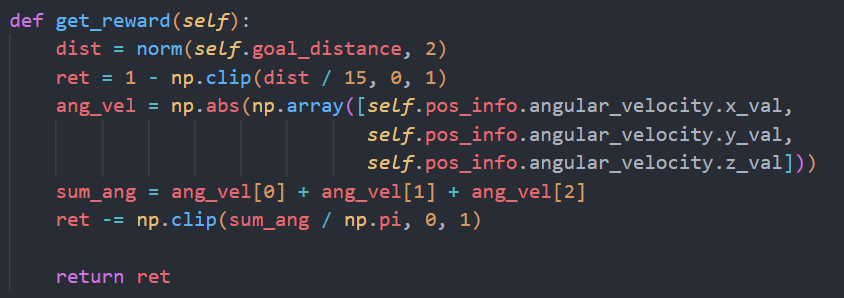 def get_reward(self):
    dist = norm(self.goal_distance, 2)
    ret = 1 - np.clip(dist / 15, 0, 1)
    ang_vel = np.abs(np.array([self.pos_info.angular_velocity.x_val,
                               self.pos_info.angular_velocity.y_val,
                               self.pos_info.angular_velocity.z_val]))
    sum_ang = ang_vel[0] + ang_vel[1] + ang_vel[2]
    ret -= np.clip(sum_ang / np.pi, 0, 1)

    return ret